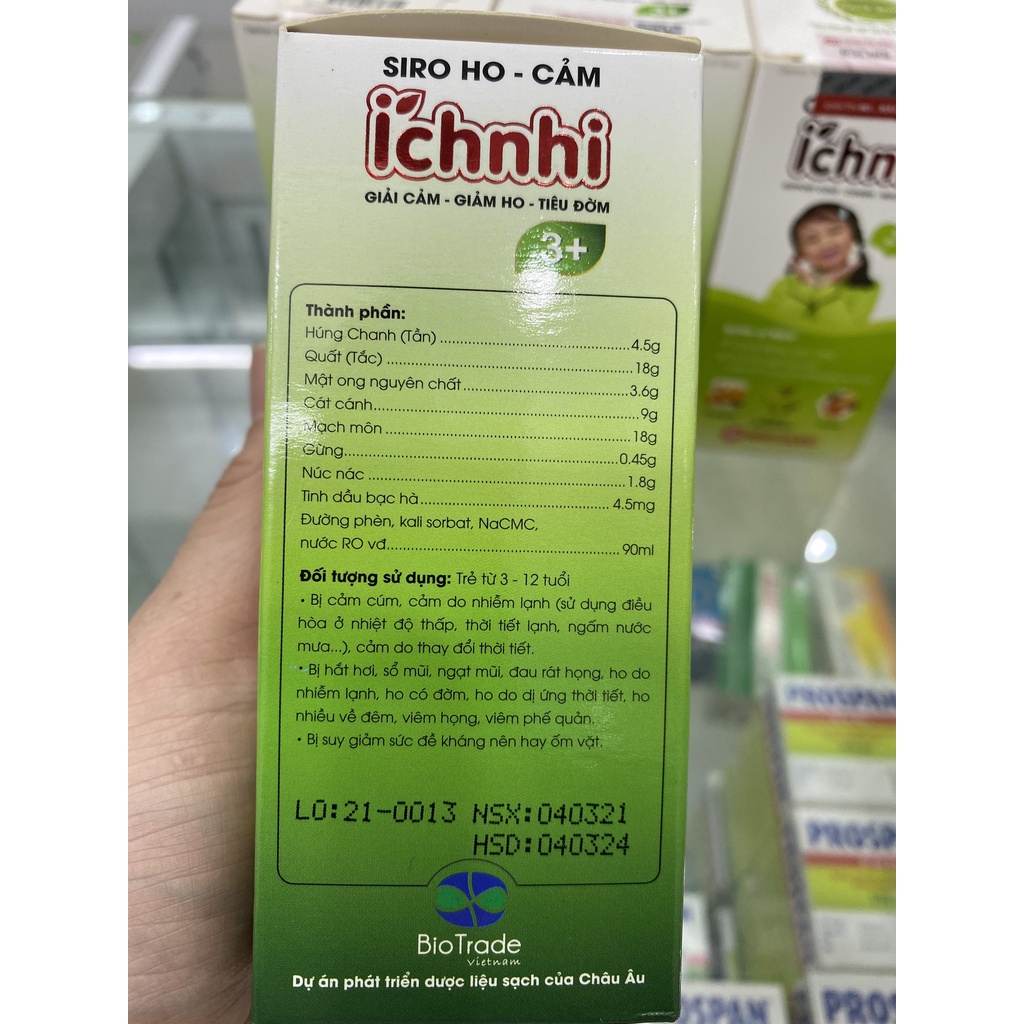 SIRO HO - CẢM
ichnhi
GIẢI CẢM - GIẢM HO - TIÊU ĐỜM
3+
Thành phần:
Húng Chanh (Tần)..........4.5g
Quất (Tắc)..........18g
Mật ong nguyên chất..........3.6g
Cát cánh..........9g
Mạch môn..........18g
Gừng..........0.45g
Núc nác..........1.8g
Tinh dầu bạc hà..........4.5mg
Đường phèn, kali sorbat, NaCMC,
nước RO vđ..........90ml
Đối tượng sử dụng: Trẻ từ 3 - 12 tuổi
• Bị cảm cúm, cảm do nhiễm lạnh (sử dụng điều
hòa ở nhiệt độ thấp, thời tiết lạnh, ngấm nước
mưa...), cảm do thay đổi thời tiết.
• Bị hắt hơi, sổ mũi, ngạt mũi, đau rát họng, ho do
nhiễm lạnh, ho có đờm, ho do dị ứng thời tiết, ho
nhiều về đêm, viêm họng, viêm phế quản.
• Bị suy giảm sức đề kháng nên hay ốm vặt.
LO:21-0013 NSX:040321
HSD:040324
BioTrade
Vietnam
Dự án phát triển dược liệu sạch của Châu Âu
ichn
PROSPAN
PROSPAN
PROSPAN
PROSPAN